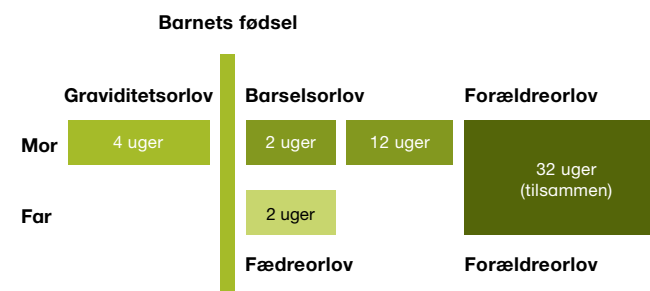 Barnets fødsel
Graviditetsorlov
Barselsorlov
Forældreorlov
Mor
4 uger
2 uger
12 uger
32 uger
(tilsammen)
Far
2 uger
Fædreorlov
Forældreorlov